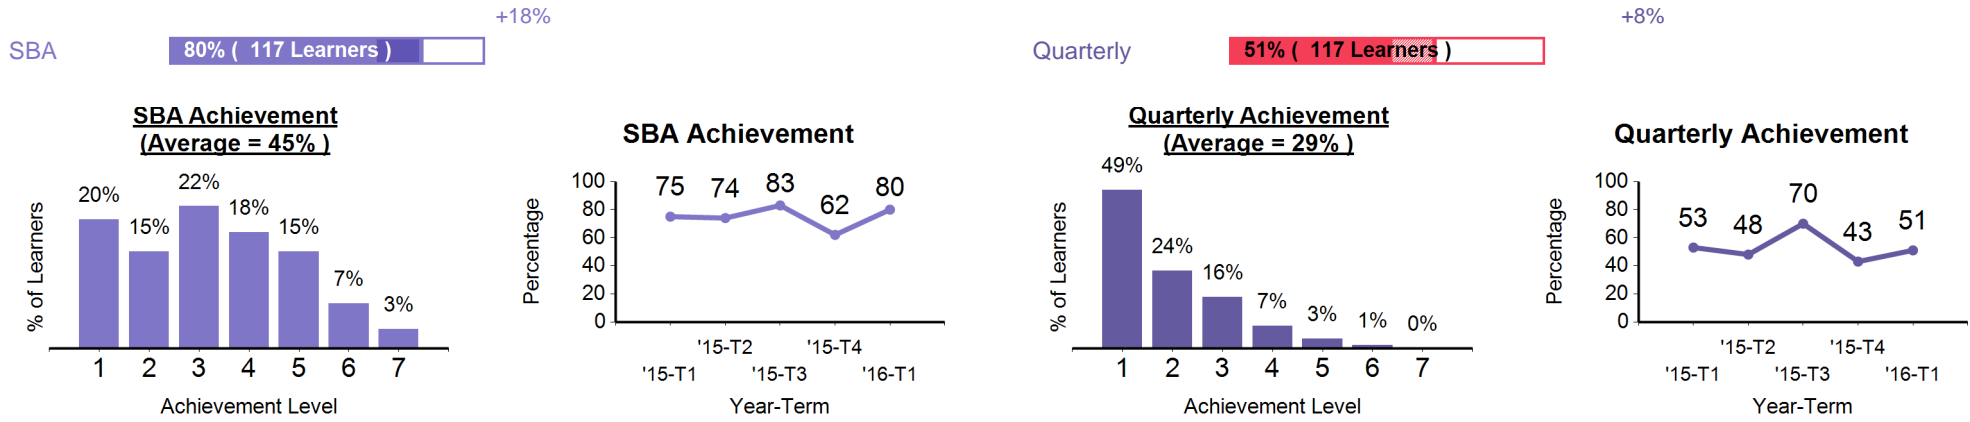 +18%
SBA
80% ( 117 Learners )
SBA Achievement
(Average = 45% )
20%
15%
22%
18%
15%
7%
3%
% of Learners
1 2 3 4 5 6 7
Achievement Level
SBA Achievement
Percentage
100
80
60
40
20
0
75 74 83 62 80
'15-T2 '15-T4
'15-T1 '15-T3 '16-T1
Year-Term
+8%
Quarterly
51% ( 117 Learners )
Quarterly Achievement
(Average = 29% )
49%
24%
16%
7%
3%
1%
0%
% of Learners
1 2 3 4 5 6 7
Achievement Level
Quarterly Achievement
Percentage
100
80
60
40
20
0
53 48 70 43 51
'15-T2 '15-T4
'15-T1 '15-T3 '16-T1
Year-Term